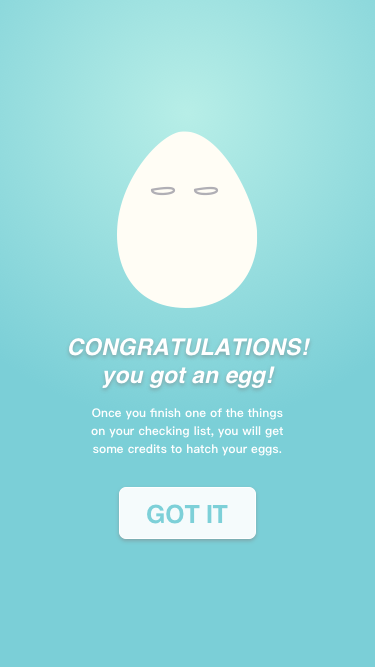 CONGRATULATIONS!
you got an egg!
Once you finish one of the things
on your checking list, you will get
some credits to hatch your eggs.
GOT IT